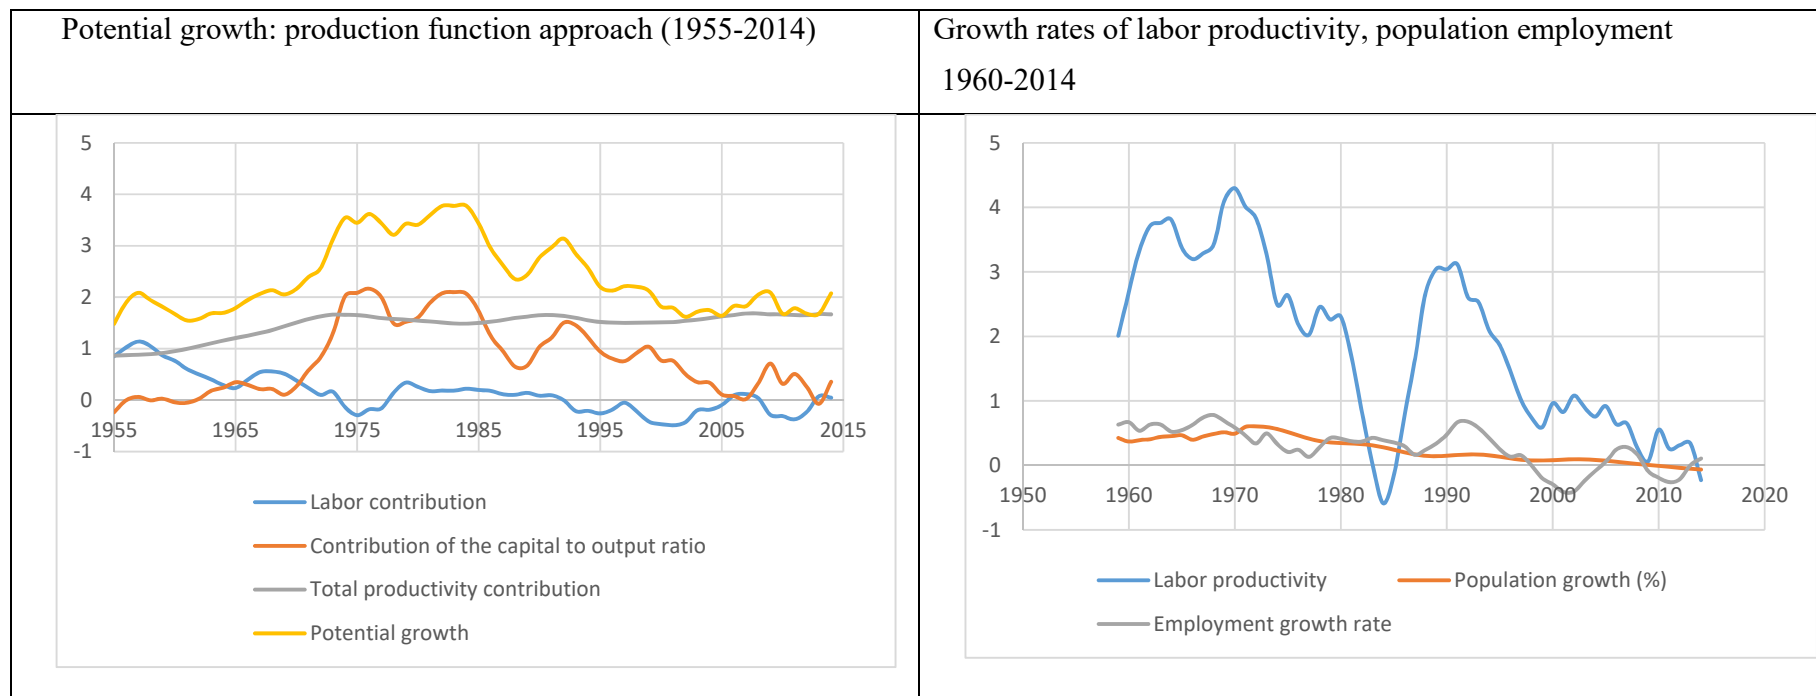 Potential growth: production function approach (1955-2014)
Growth rates of labor productivity, population employment
1960-2014
5
4
3
2
1
0
1955 1965 1975 1985 1995 2005 2015
-1
Labor contribution
Contribution of the capital to output ratio
Total productivity contribution
Potential growth
5
4
3
2
1
0
1950 1960 1970 1980 1990 2000 2010 2020
-1
Labor productivity Population growth (%)
Employment growth rate